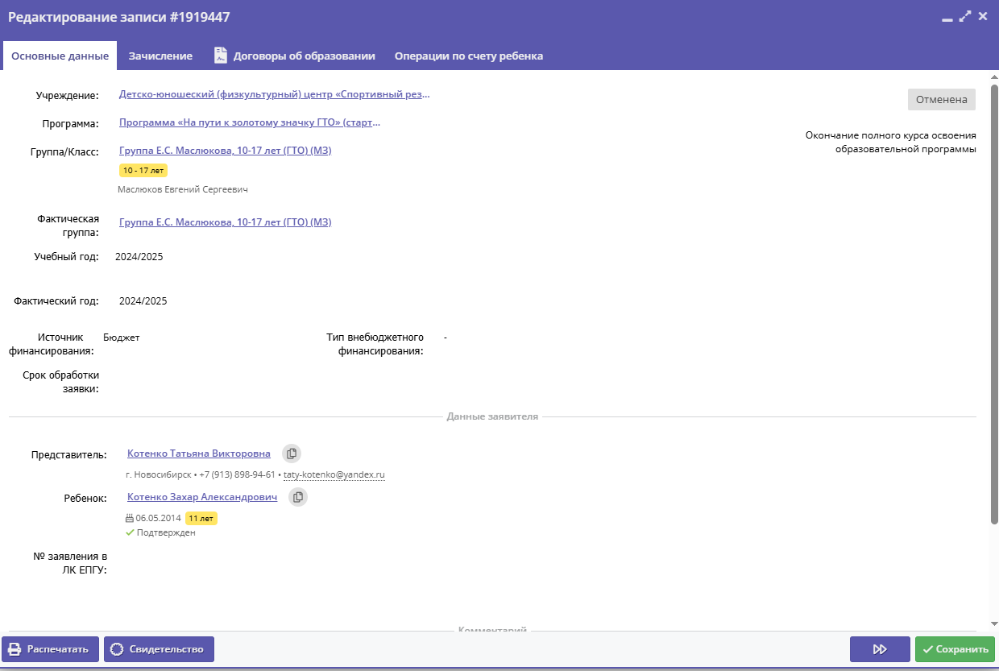 Редактирование записи #1919447
Основные данные
Зачисление
Договоры об образовании
Операции по счету ребенка
Учреждение:
Детско-юношеский (физкультурный) центр «Спортивный рез...
Отменена
Программа:
Программа «На пути к золотому значку ГТО» (старт...
Окончание полного курса освоения
образовательной программы
Группа/Класс:
Группа Е.С. Маслюкова, 10-17 лет (ГТО) (МЗ)
10 - 17 лет
Маслюков Евгений Сергеевич
Фактическая
группа:
Группа Е.С. Маслюкова, 10-17 лет (ГТО) (МЗ)
Учебный год:
2024/2025
Фактический год:
2024/2025
Источник
финансирования:
Бюджет
Тип внебюджетного
финансирования:
-
Срок обработки
заявки:
Данные заявителя
Представитель:
Котенко Татьяна Викторовна
г. Новосибирск • +7 (913) 898-94-61 • taty-kotenko@yandex.ru
Ребенок:
Котенко Захар Александрович
06.05.2014 11 лет
Подтвержден
№ заявления в
ЛК ЕПГУ:
Комментарий
Распечатать
Свидетельство
Сохранить